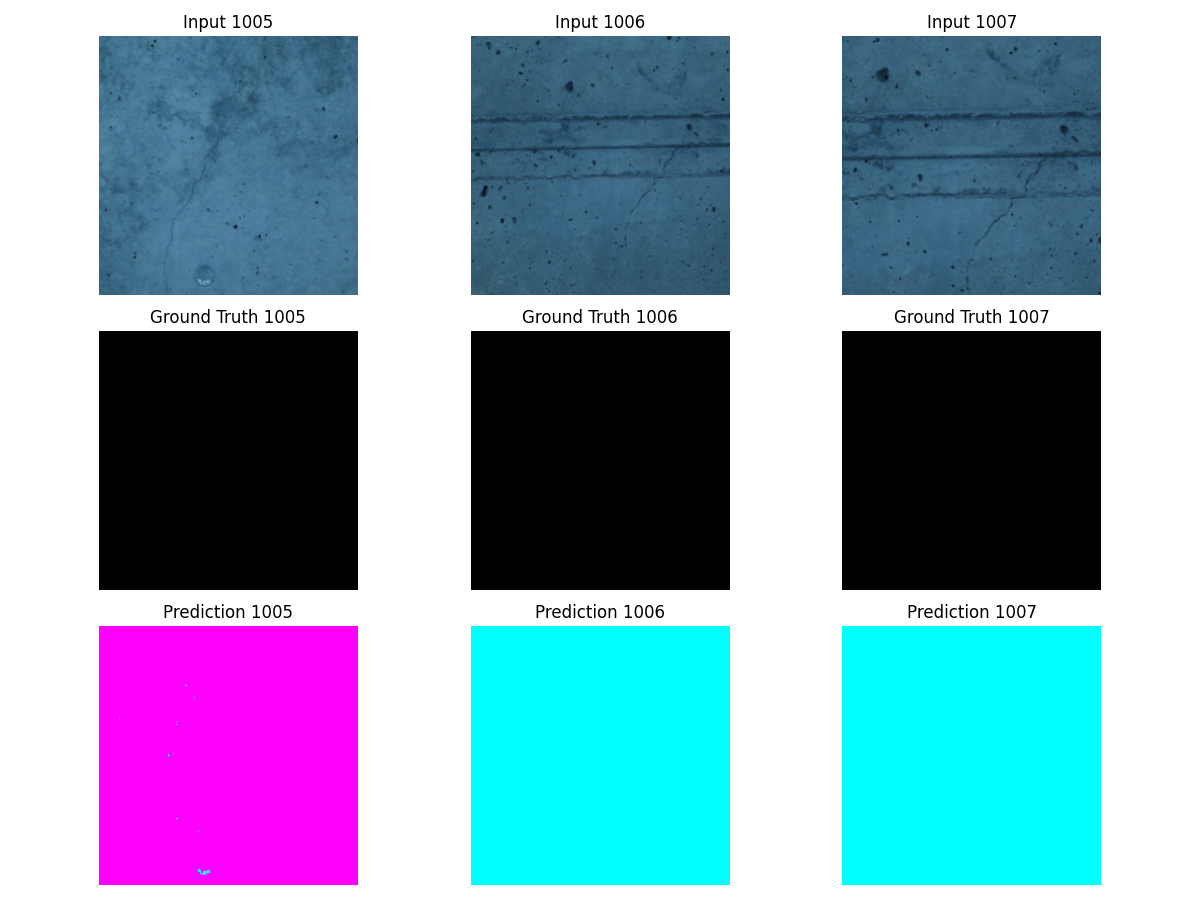 Input 1005
Input 1006
Input 1007
Ground Truth 1005
Ground Truth 1006
Ground Truth 1007
Prediction 1005
Prediction 1006
Prediction 1007